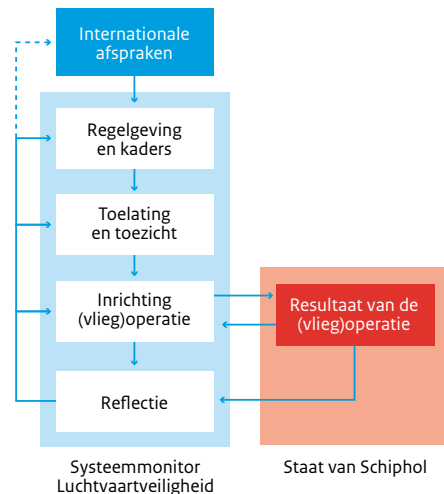 Internationale
afspraken
Regelgeving
en kaders
Toelating
en toezicht
Inrichting
(vlieg)operatie
Resultaat van de
(vlieg)operatie
Reflectie
Systeemmonitor
Luchtvaartveiligheid
Staat van Schiphol